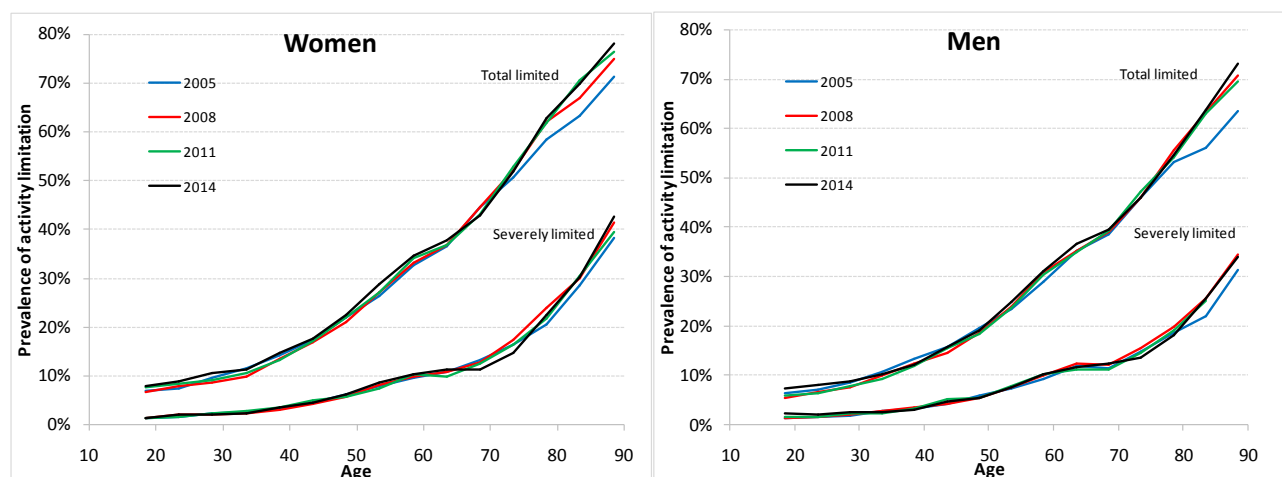 Women
Prevalence of activity limitation
80%
70%
60%
50%
40%
30%
20%
10%
0%
2005
2008
2011
2014
Total limited
Severely limited
10 20 30 40 50 60 70 80 90
Age
Men
Prevalence of activity limitation
80%
70%
60%
50%
40%
30%
20%
10%
0%
2005
2008
2011
2014
Total limited
Severely limited
10 20 30 40 50 60 70 80 90
Age